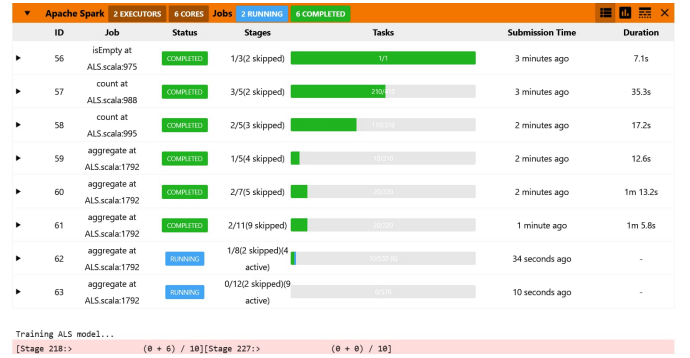 Apache Spark 2 EXECUTORS 6 CORES Jobs 2 RUNNING 6 COMPLETED
ID Job Status Stages Tasks Submission Time Duration
56 isEmpty at ALS.scala:975 COMPLETED 1/3(2 skipped) 1/1 3 minutes ago 7.1s
57 count at ALS.scala:988 COMPLETED 3/5(2 skipped) 3 minutes ago 35.3s
58 count at ALS.scala:995 COMPLETED 2/5(3 skipped) 2 minutes ago 17.2s
59 aggregate at ALS.scala:1792 COMPLETED 1/5(4 skipped) 10/210 2 minutes ago 12.6s
60 aggregate at ALS.scala:1792 COMPLETED 2/7(5 skipped) 2 minutes ago 1m 13.2s
61 aggregate at ALS.scala:1792 COMPLETED 2/11(9 skipped) 1 minute ago 1m 5.8s
62 aggregate at ALS.scala:1792 RUNNING 1/8(2 skipped)(4 active) 34 seconds ago -
63 aggregate at ALS.scala:1792 RUNNING 0/12(2 skipped)(9 active) 10 seconds ago -
Training ALS model...
[Stage 218:> (0 + 6) / 10][Stage 227:> (0 + 0) / 10]